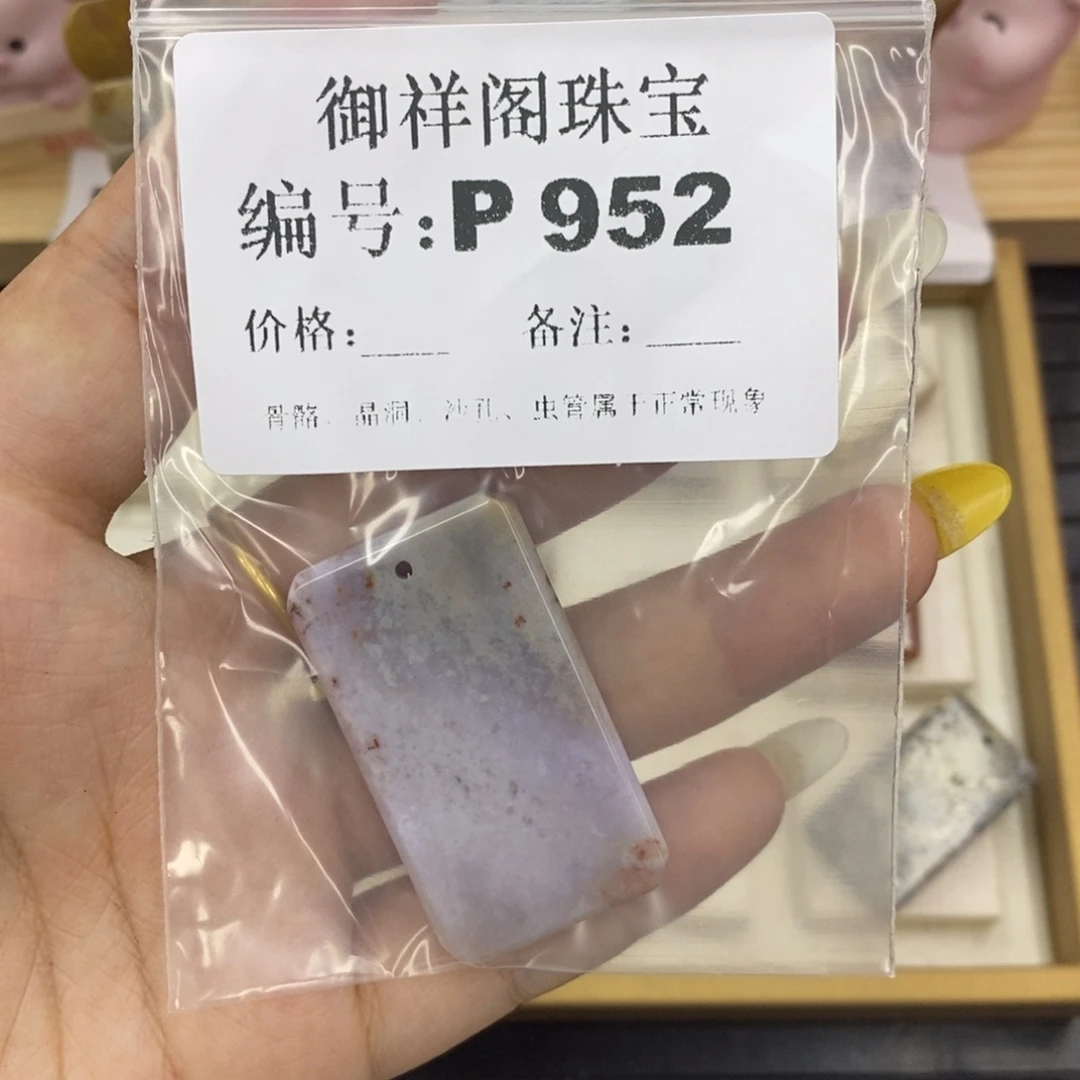 御祥阁珠宝
编号:P 952
价格:____ 备注:____
骨骼、晶洞、沙孔、虫管属于正常现象